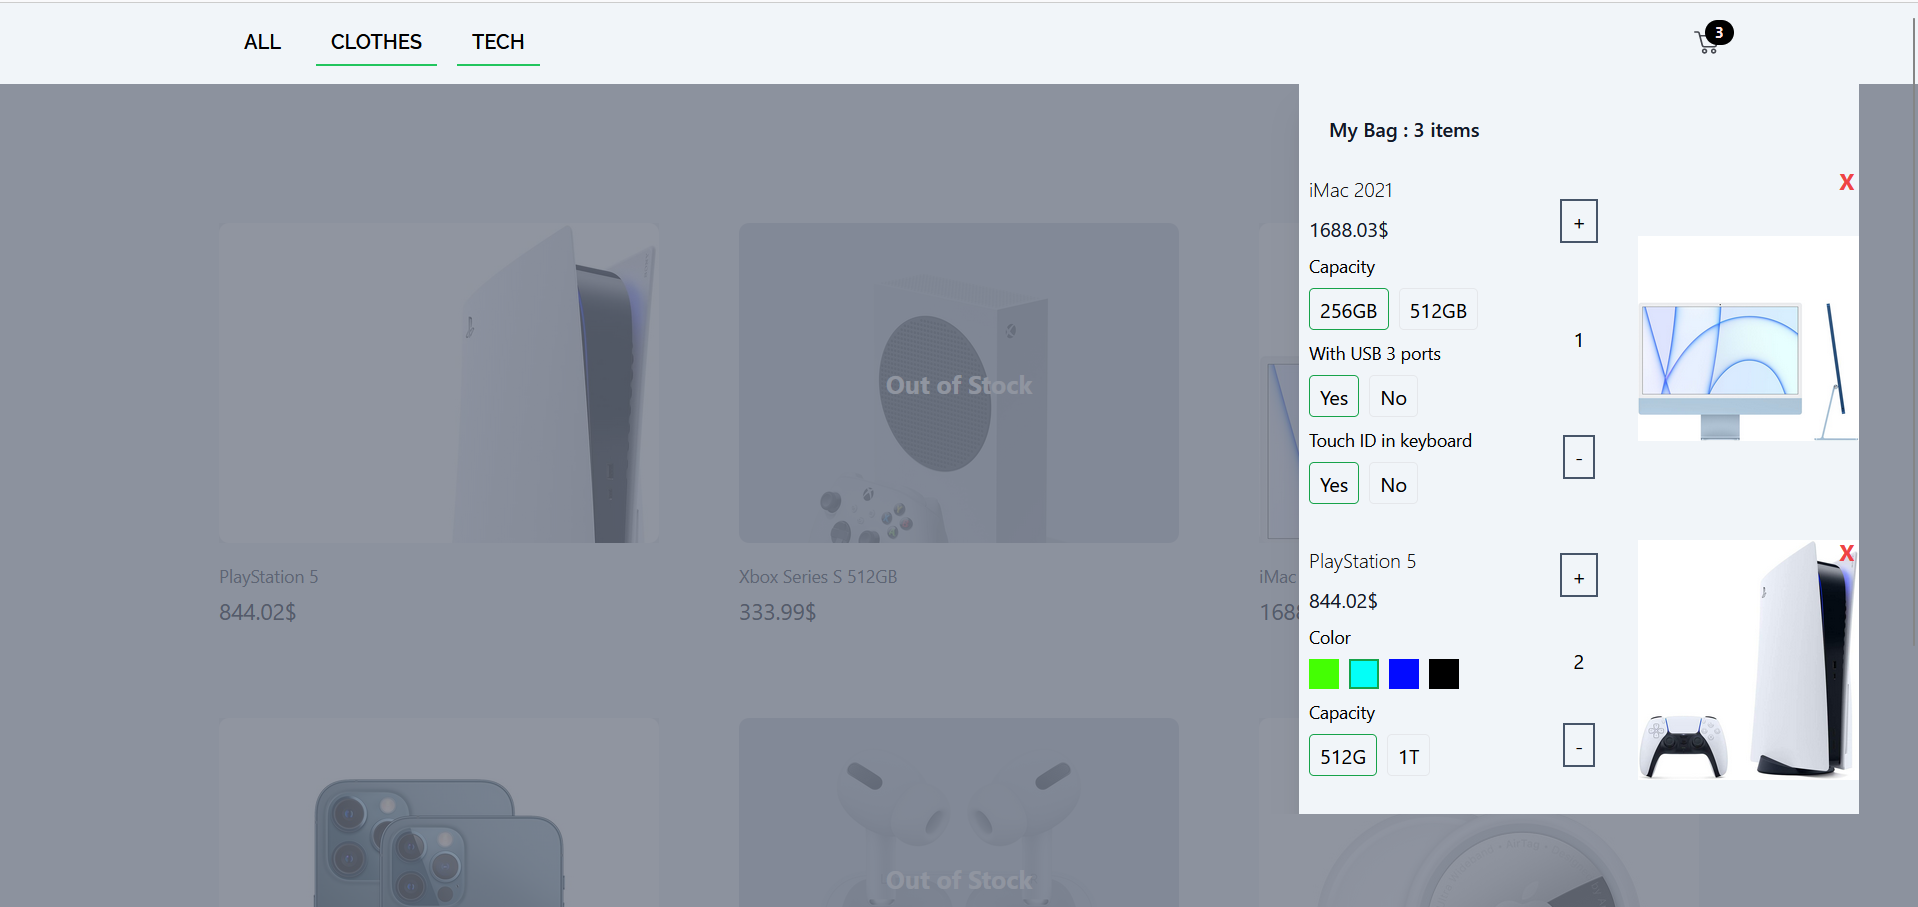 ALL CLOTHES TECH 3
My Bag : 3 items
iMac 2021
X
1688.03$
+
Capacity
256GB 512GB
1
With USB 3 ports
Yes No
Touch ID in keyboard
-
Yes No
PlayStation 5
+
X
844.02$
Color
2
Capacity
512G 1T
-
Out of Stock
PlayStation 5
844.02$
Xbox Series S 512GB
333.99$
iMac
168
Out of Stock
AirTag